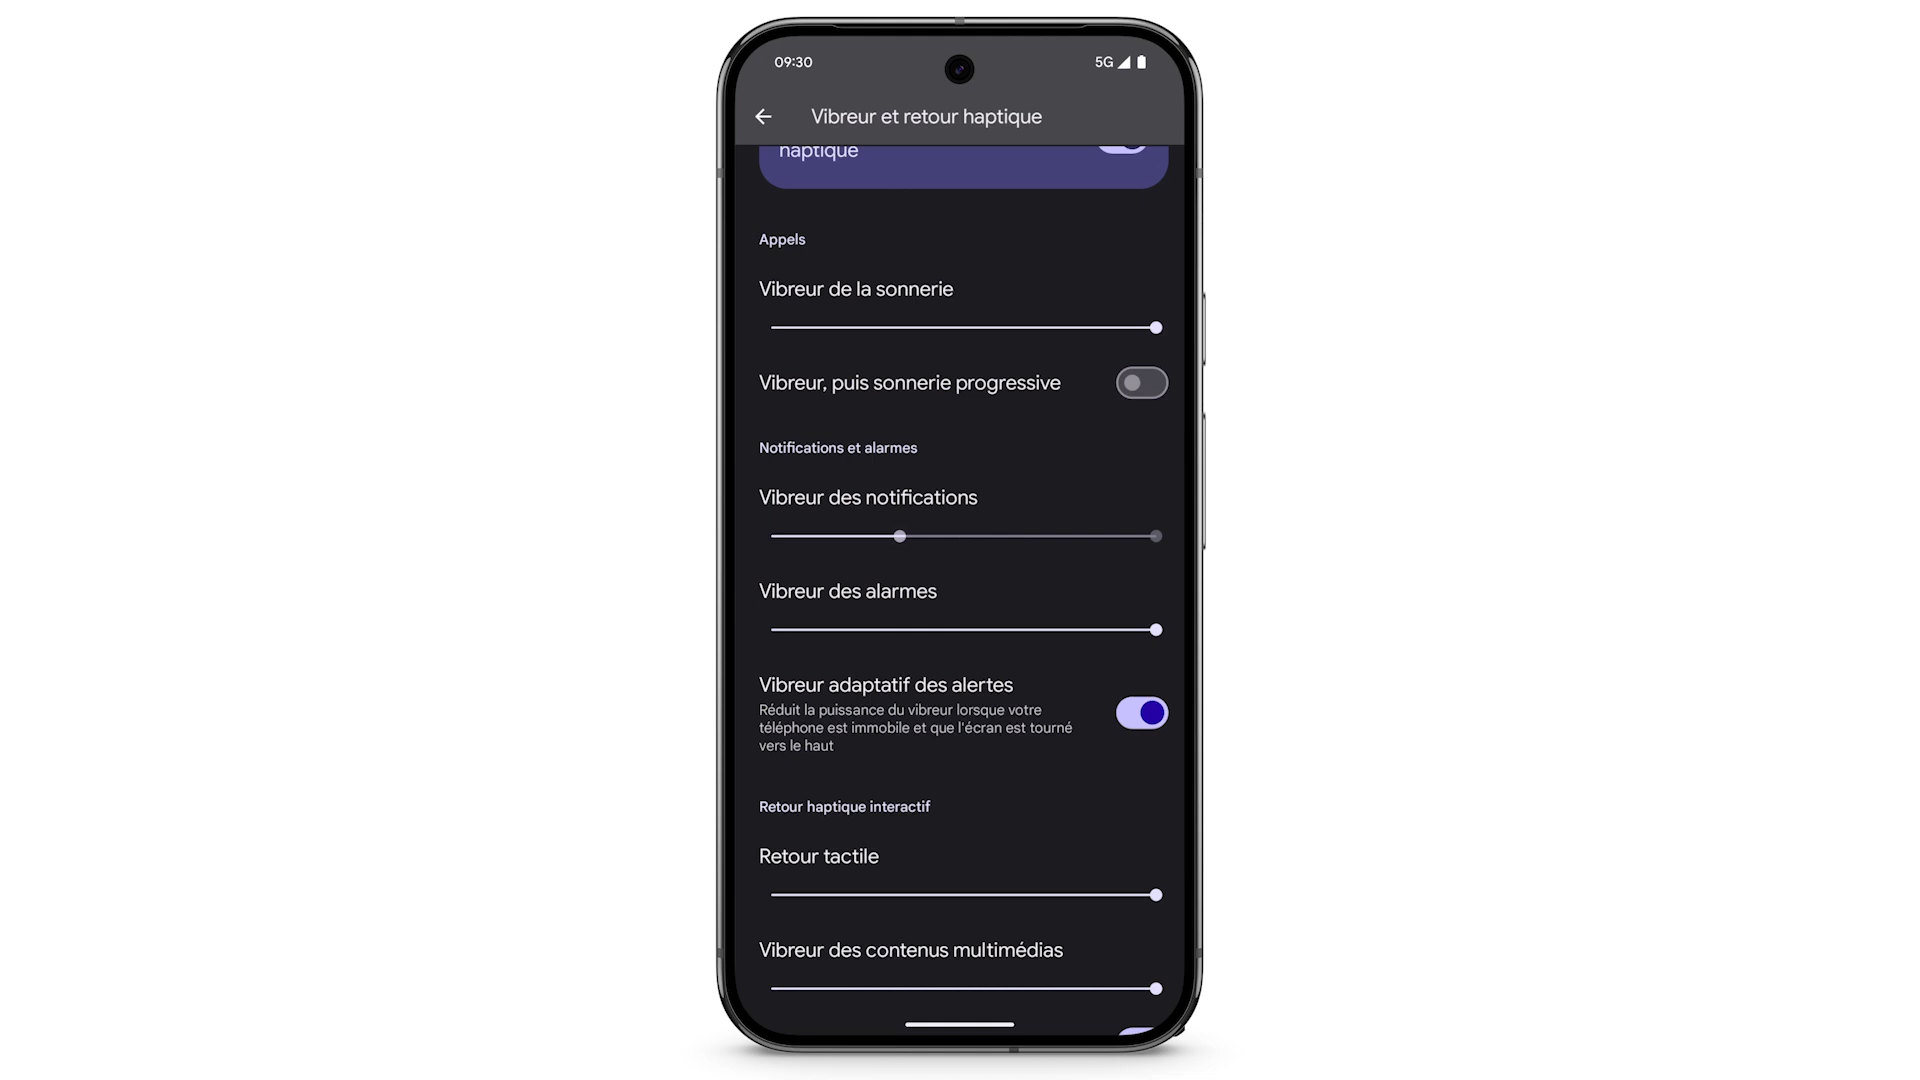 09:30
5G
Vibreur et retour haptique
haptique
Appels
Vibreur de la sonnerie
Vibreur, puis sonnerie progressive
Notifications et alarmes
Vibreur des notifications
Vibreur des alarmes
Vibreur adaptatif des alertes
Réduit la puissance du vibreur lorsque votre
téléphone est immobile et que l'écran est tourné
vers le haut
Retour haptique interactif
Retour tactile
Vibreur des contenus multimédias